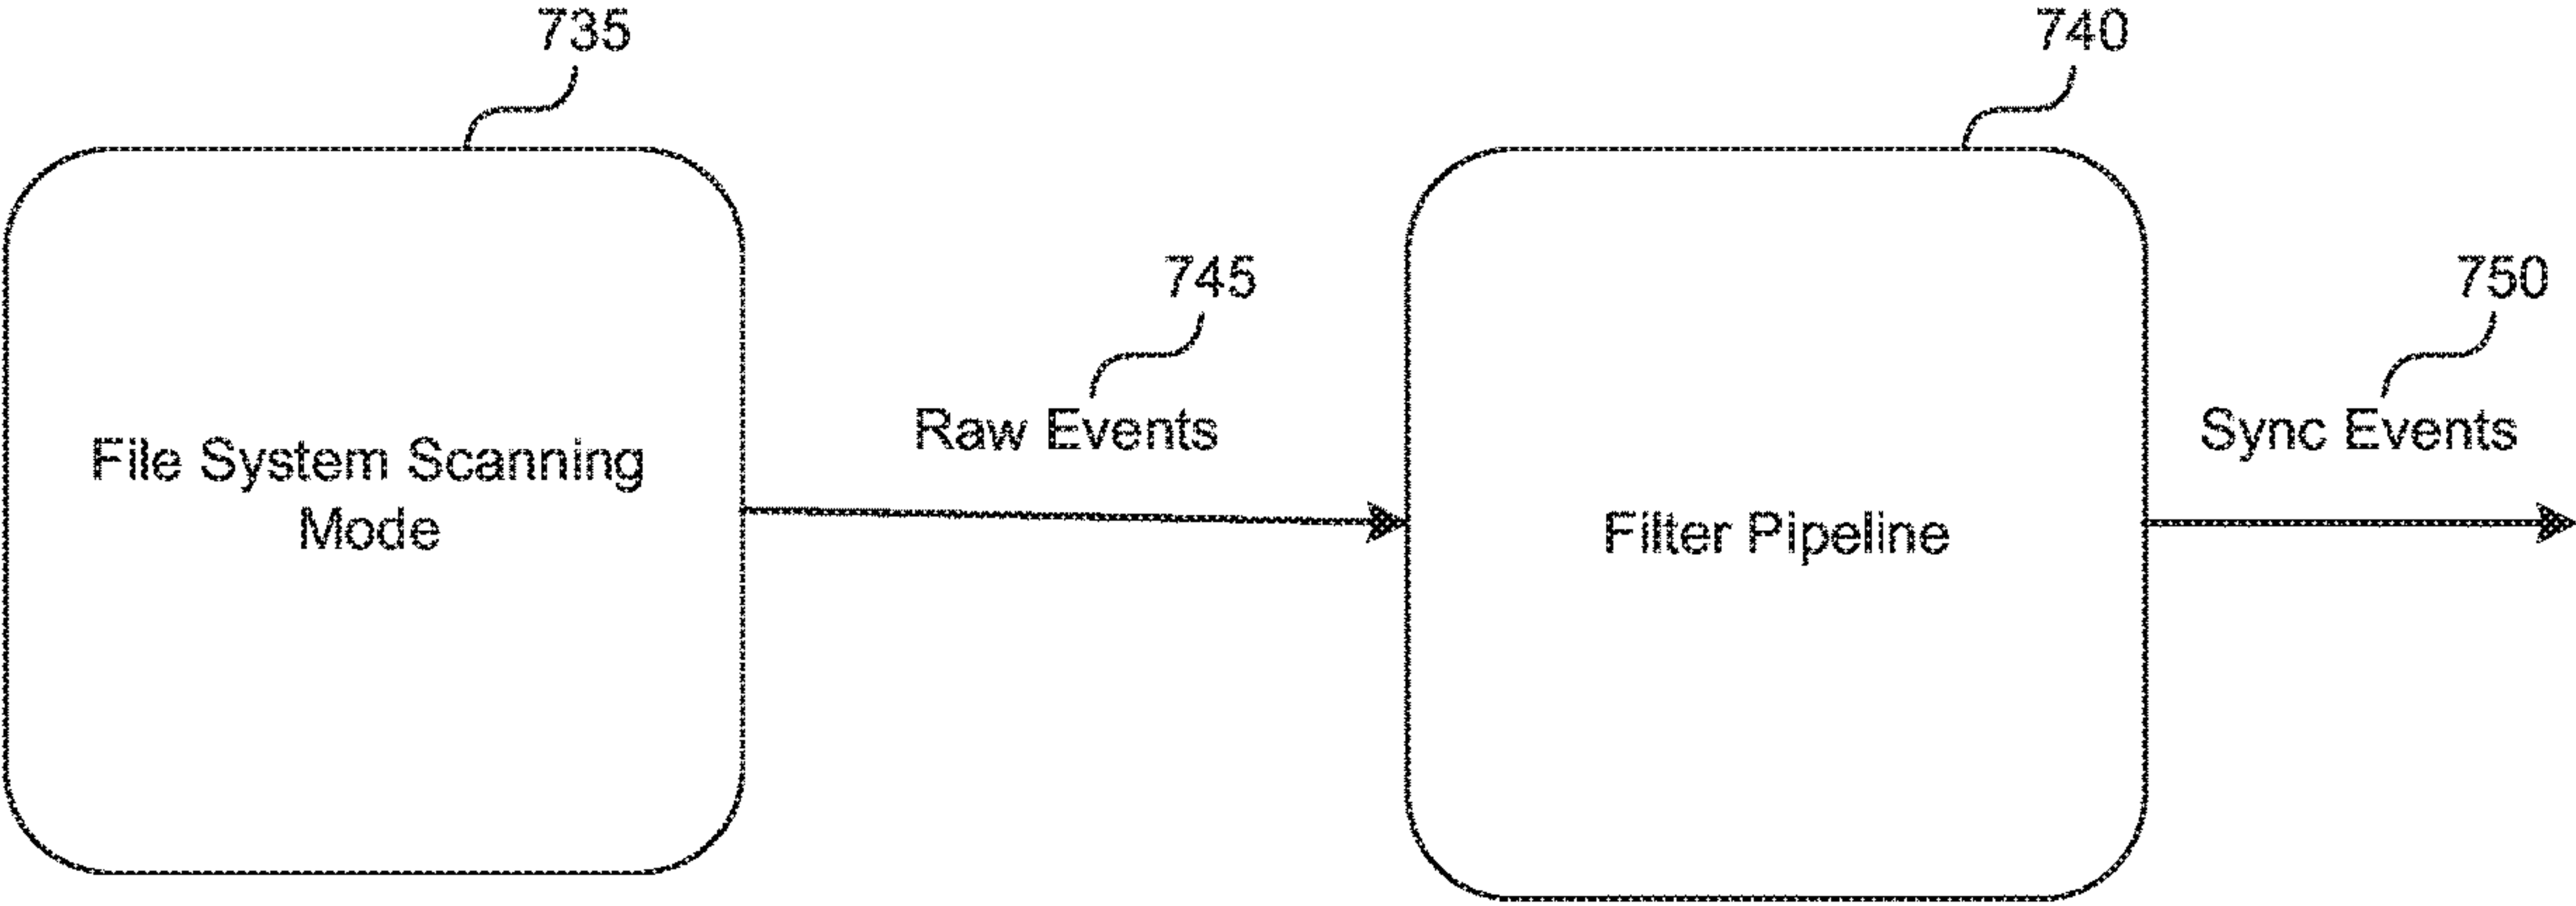 735
740
745
750
Raw Events
Sync Events
File System Scanning
Mode
Filter Pipeline